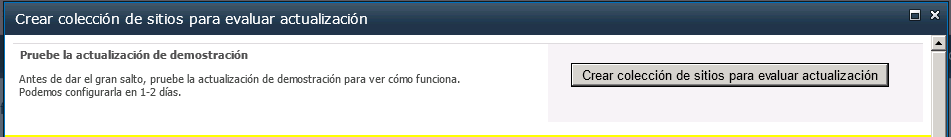 Crear colección de sitios para evaluar actualización
Pruebe la actualización de demostración
Antes de dar el gran salto, pruebe la actualización de demostración para ver cómo funciona.
Podemos configurarla en 1-2 días.
Crear colección de sitios para evaluar actualización